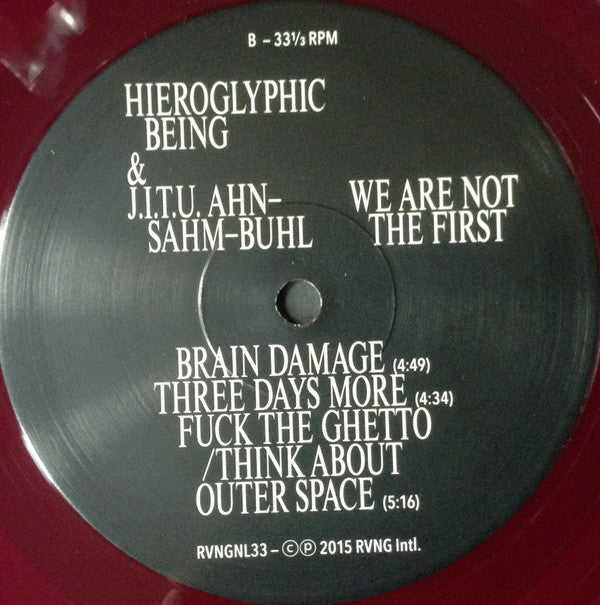 B – 33⅓ RPM
HIEROGLYPHIC
BEING
&
J.I.T.U. AHN–
SAHM–BUHL
WE ARE NOT
THE FIRST
BRAIN DAMAGE (4:49)
THREE DAYS MORE (4:34)
FUCK THE GHETTO
/THINK ABOUT
OUTER SPACE (5:16)
RVNGNL33 – ©℗ 2015 RVNG Intl.